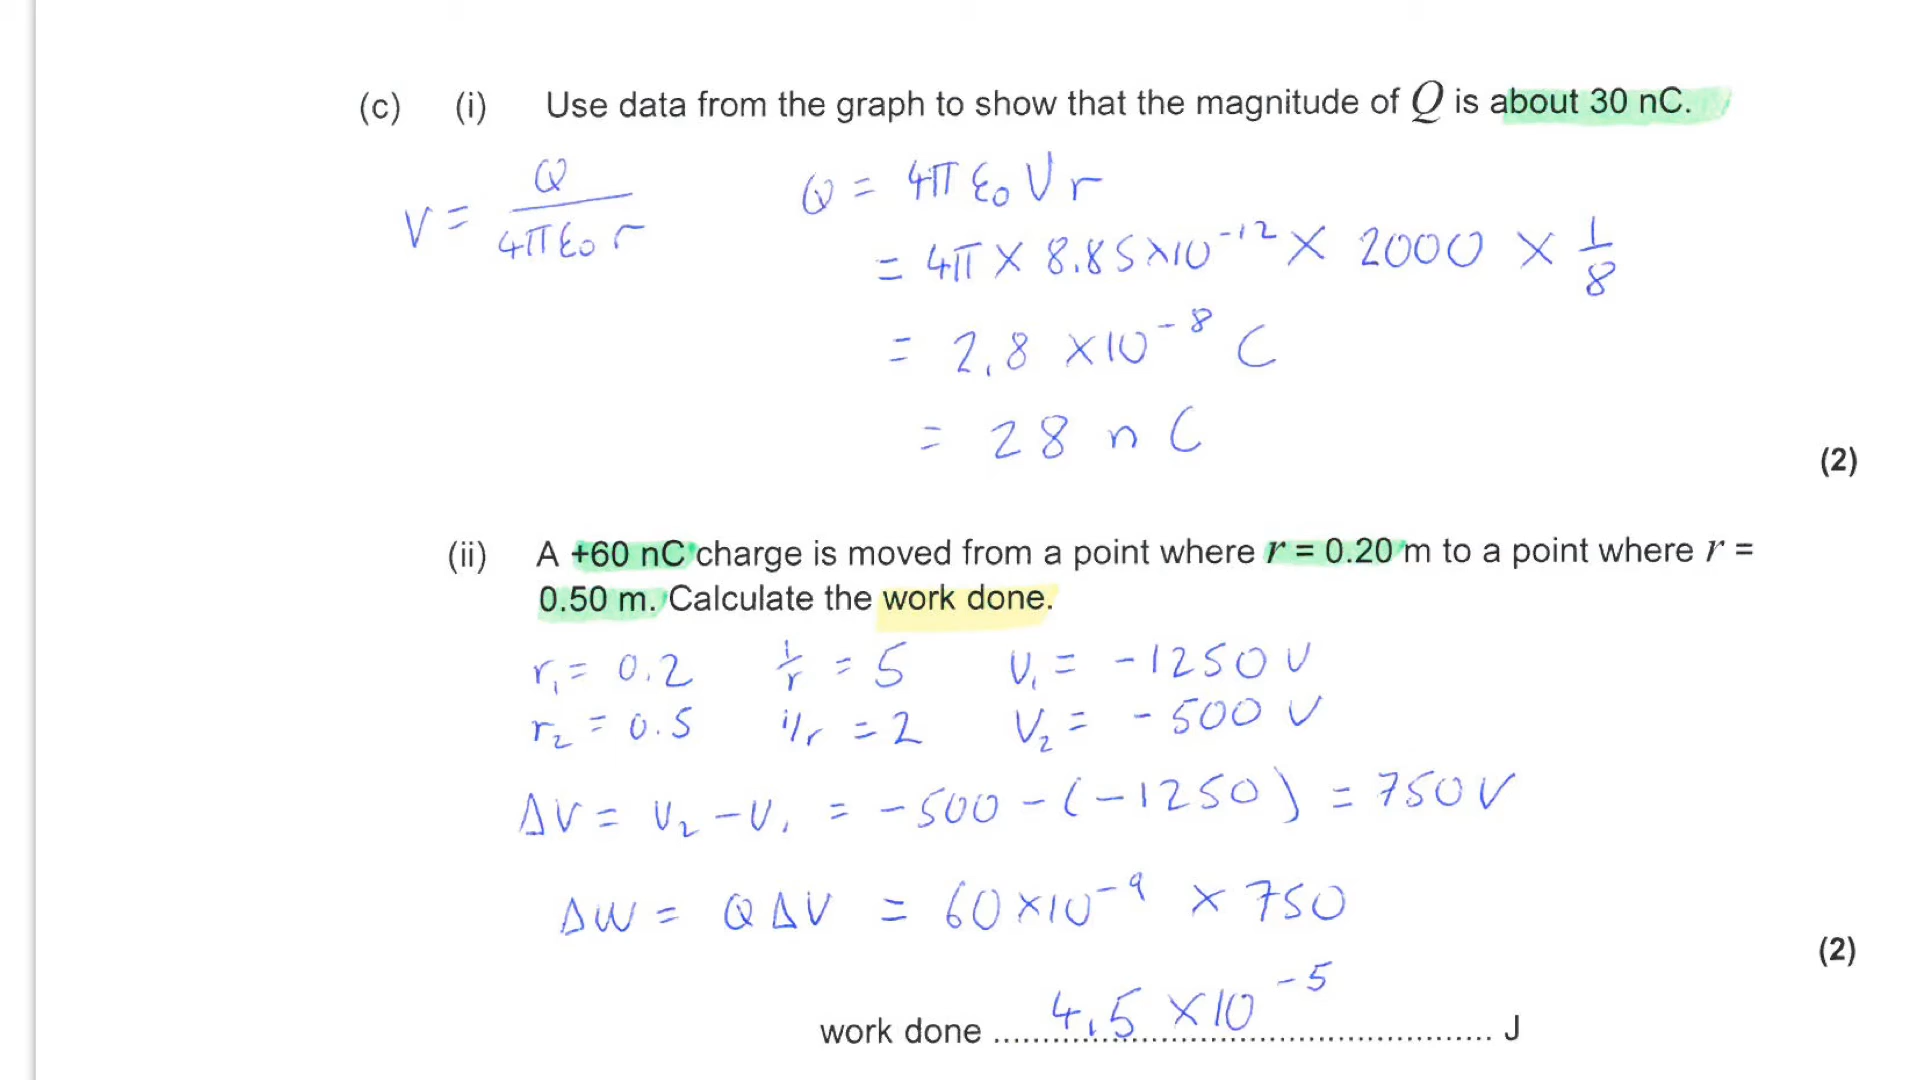 (c) (i) Use data from the graph to show that the magnitude of Q is about 30 nC.
V = Q / 4πε₀r
Q = 4πε₀Vr
= 4π × 8.85×10⁻¹² × 2000 × 1/8
= 2.8 ×10⁻⁸ C
= 28 nC
(2)
(ii) A +60 nC charge is moved from a point where r = 0.20 m to a point where r =
0.50 m. Calculate the work done.
r₁ = 0.2 1/r = 5 V₁ = -1250 V
r₂ = 0.5 1/r = 2 V₂ = -500 V
ΔV = V₂ -V₁ = -500 -(-1250) = 750V
ΔW = QΔV = 60×10⁻⁹ × 750
(2)
work done 4.5 ×10⁻⁵ J